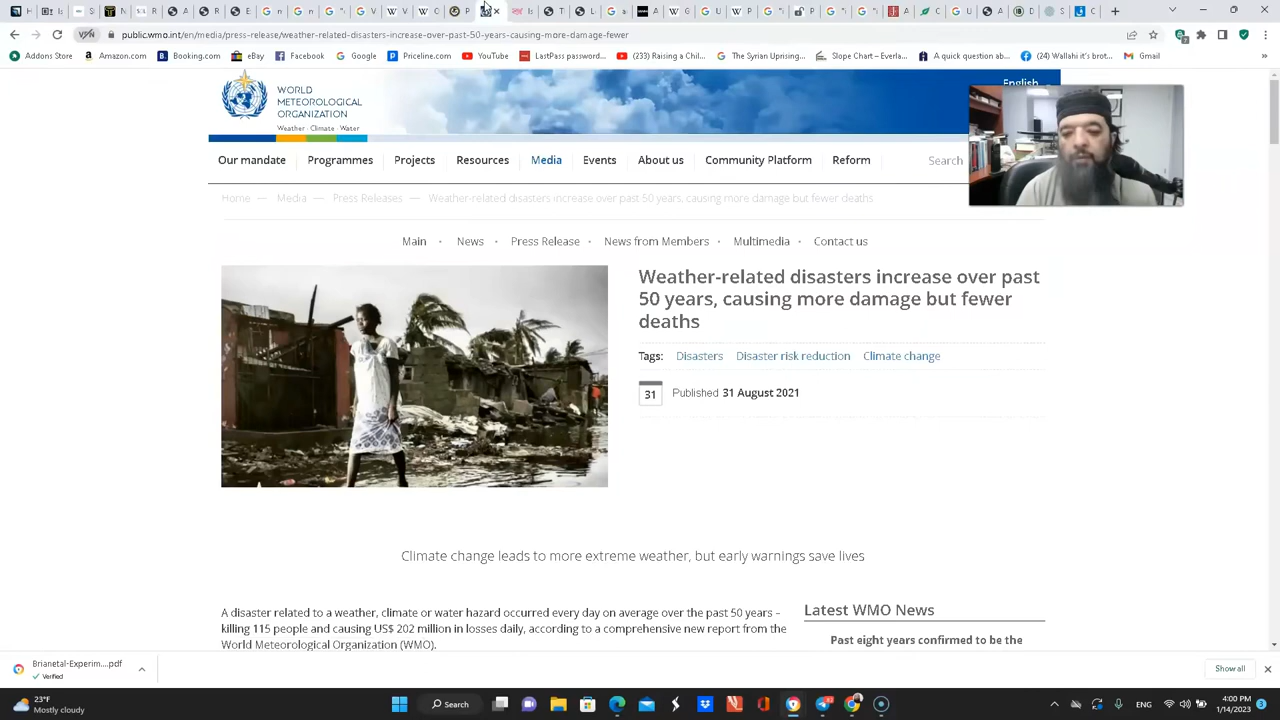 H
Is
S
N
R
A
R
E
M
n
G
"
G
V
V
O
P
Is
T
L
G
a
A
G
U
P
G
"
P
G
"
A
C
U
A
D
S
C
public.wmo.int/en/media/press-release/weather-related-disasters-increase-over-past-50-years-causing-more-damage-fewer
Addons Store
Amazon.com
Booking.com
eBay
Facebook
Google
Priceline.com
YouTube
LastPass password...
(233) Raising a Chil...
The Syrian Uprising...
Slope Chart – Everla...
A quick question ab...
(24) Wallahi it's brot...
Gmail
English
WORLD
METEOROLOGICAL
ORGANIZATION
Weather · Climate · Water
Our mandate
Programmes
Projects
Resources
Media
Events
About us
Community Platform
Reform
Search
Home — Media — Press Releases — Weather-related disasters increase over past 50 years, causing more damage but fewer deaths
Main • News • Press Release • News from Members • Multimedia • Contact us
Weather-related disasters increase over past
50 years, causing more damage but fewer
deaths
Tags: Disasters Disaster risk reduction Climate change
31 Published 31 August 2021
Climate change leads to more extreme weather, but early warnings save lives
A disaster related to a weather, climate or water hazard occurred every day on average over the past 50 years –
killing 115 people and causing US$ 202 million in losses daily, according to a comprehensive new report from the
World Meteorological Organization (WMO).
Latest WMO News
Past eight years confirmed to be the
Brianetal-Experim....pdf
Verified
Show all
23°F
Mostly cloudy
Search
ENG
4:00 PM
1/14/2023